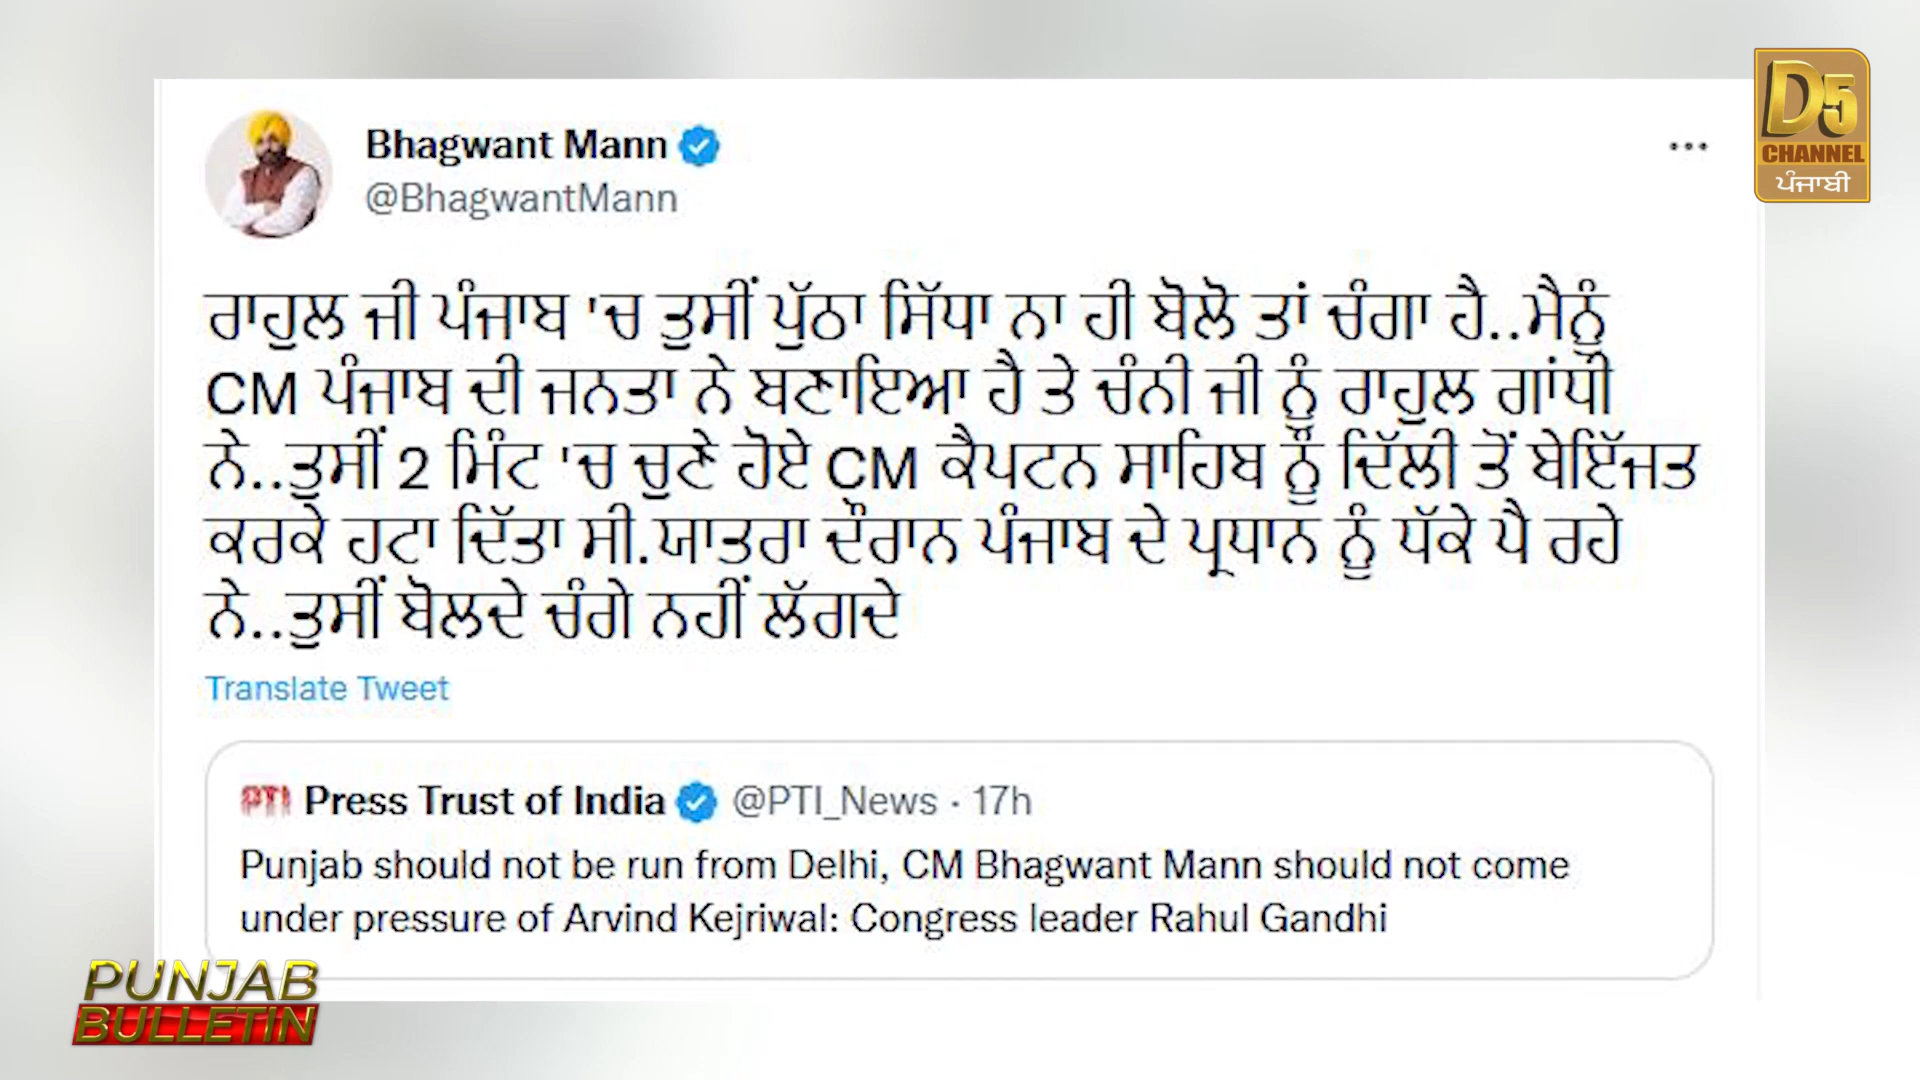 D5
CHANNEL
ਪੰਜਾਬੀ
Bhagwant Mann
@BhagwantMann
ਰਾਹੁਲ ਜੀ ਪੰਜਾਬ 'ਚ ਤੁਸੀਂ ਪੁੱਠਾ ਸਿੱਧਾ ਨਾ ਹੀ ਬੋਲੋ ਤਾਂ ਚੰਗਾ ਹੈ..ਮੈਨੂੰ
CM ਪੰਜਾਬ ਦੀ ਜਨਤਾ ਨੇ ਬਣਾਇਆ ਹੈ ਤੇ ਚੰਨੀ ਜੀ ਨੂੰ ਰਾਹੁਲ ਗਾਂਧੀ
ਨੇ..ਤੁਸੀਂ 2 ਮਿੰਟ 'ਚ ਚੁਣੇ ਹੋਏ CM ਕੈਪਟਨ ਸਾਹਿਬ ਨੂੰ ਦਿੱਲੀ ਤੋਂ ਬੇਇੱਜਤ
ਕਰਕੇ ਹਟਾ ਦਿੱਤਾ ਸੀ.ਯਾਤਰਾ ਦੌਰਾਨ ਪੰਜਾਬ ਦੇ ਪ੍ਰਧਾਨ ਨੂੰ ਧੱਕੇ ਪੈ ਰਹੇ
ਨੇ..ਤੁਸੀਂ ਬੋਲਦੇ ਚੰਗੇ ਨਹੀਂ ਲੱਗਦੇ
Translate Tweet
PTI Press Trust of India @PTI_News · 17h
Punjab should not be run from Delhi, CM Bhagwant Mann should not come
under pressure of Arvind Kejriwal: Congress leader Rahul Gandhi
PUNJAB
BULLETIN